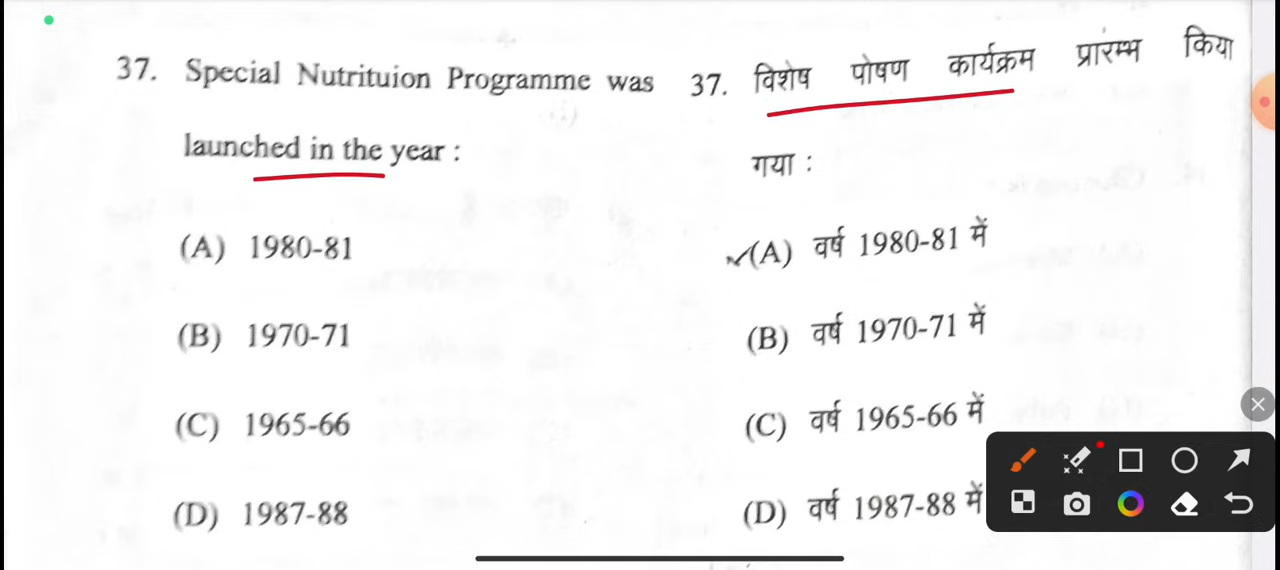 37. Special Nutrituion Programme was
launched in the year :
(A) 1980-81
(B) 1970-71
(C) 1965-66
(D) 1987-88
37. विशेष पोषण कार्यक्रम प्रारम्भ किया
गया :
(A) वर्ष 1980-81 में
(B) वर्ष 1970-71 में
(C) वर्ष 1965-66 में
(D) वर्ष 1987-88 में